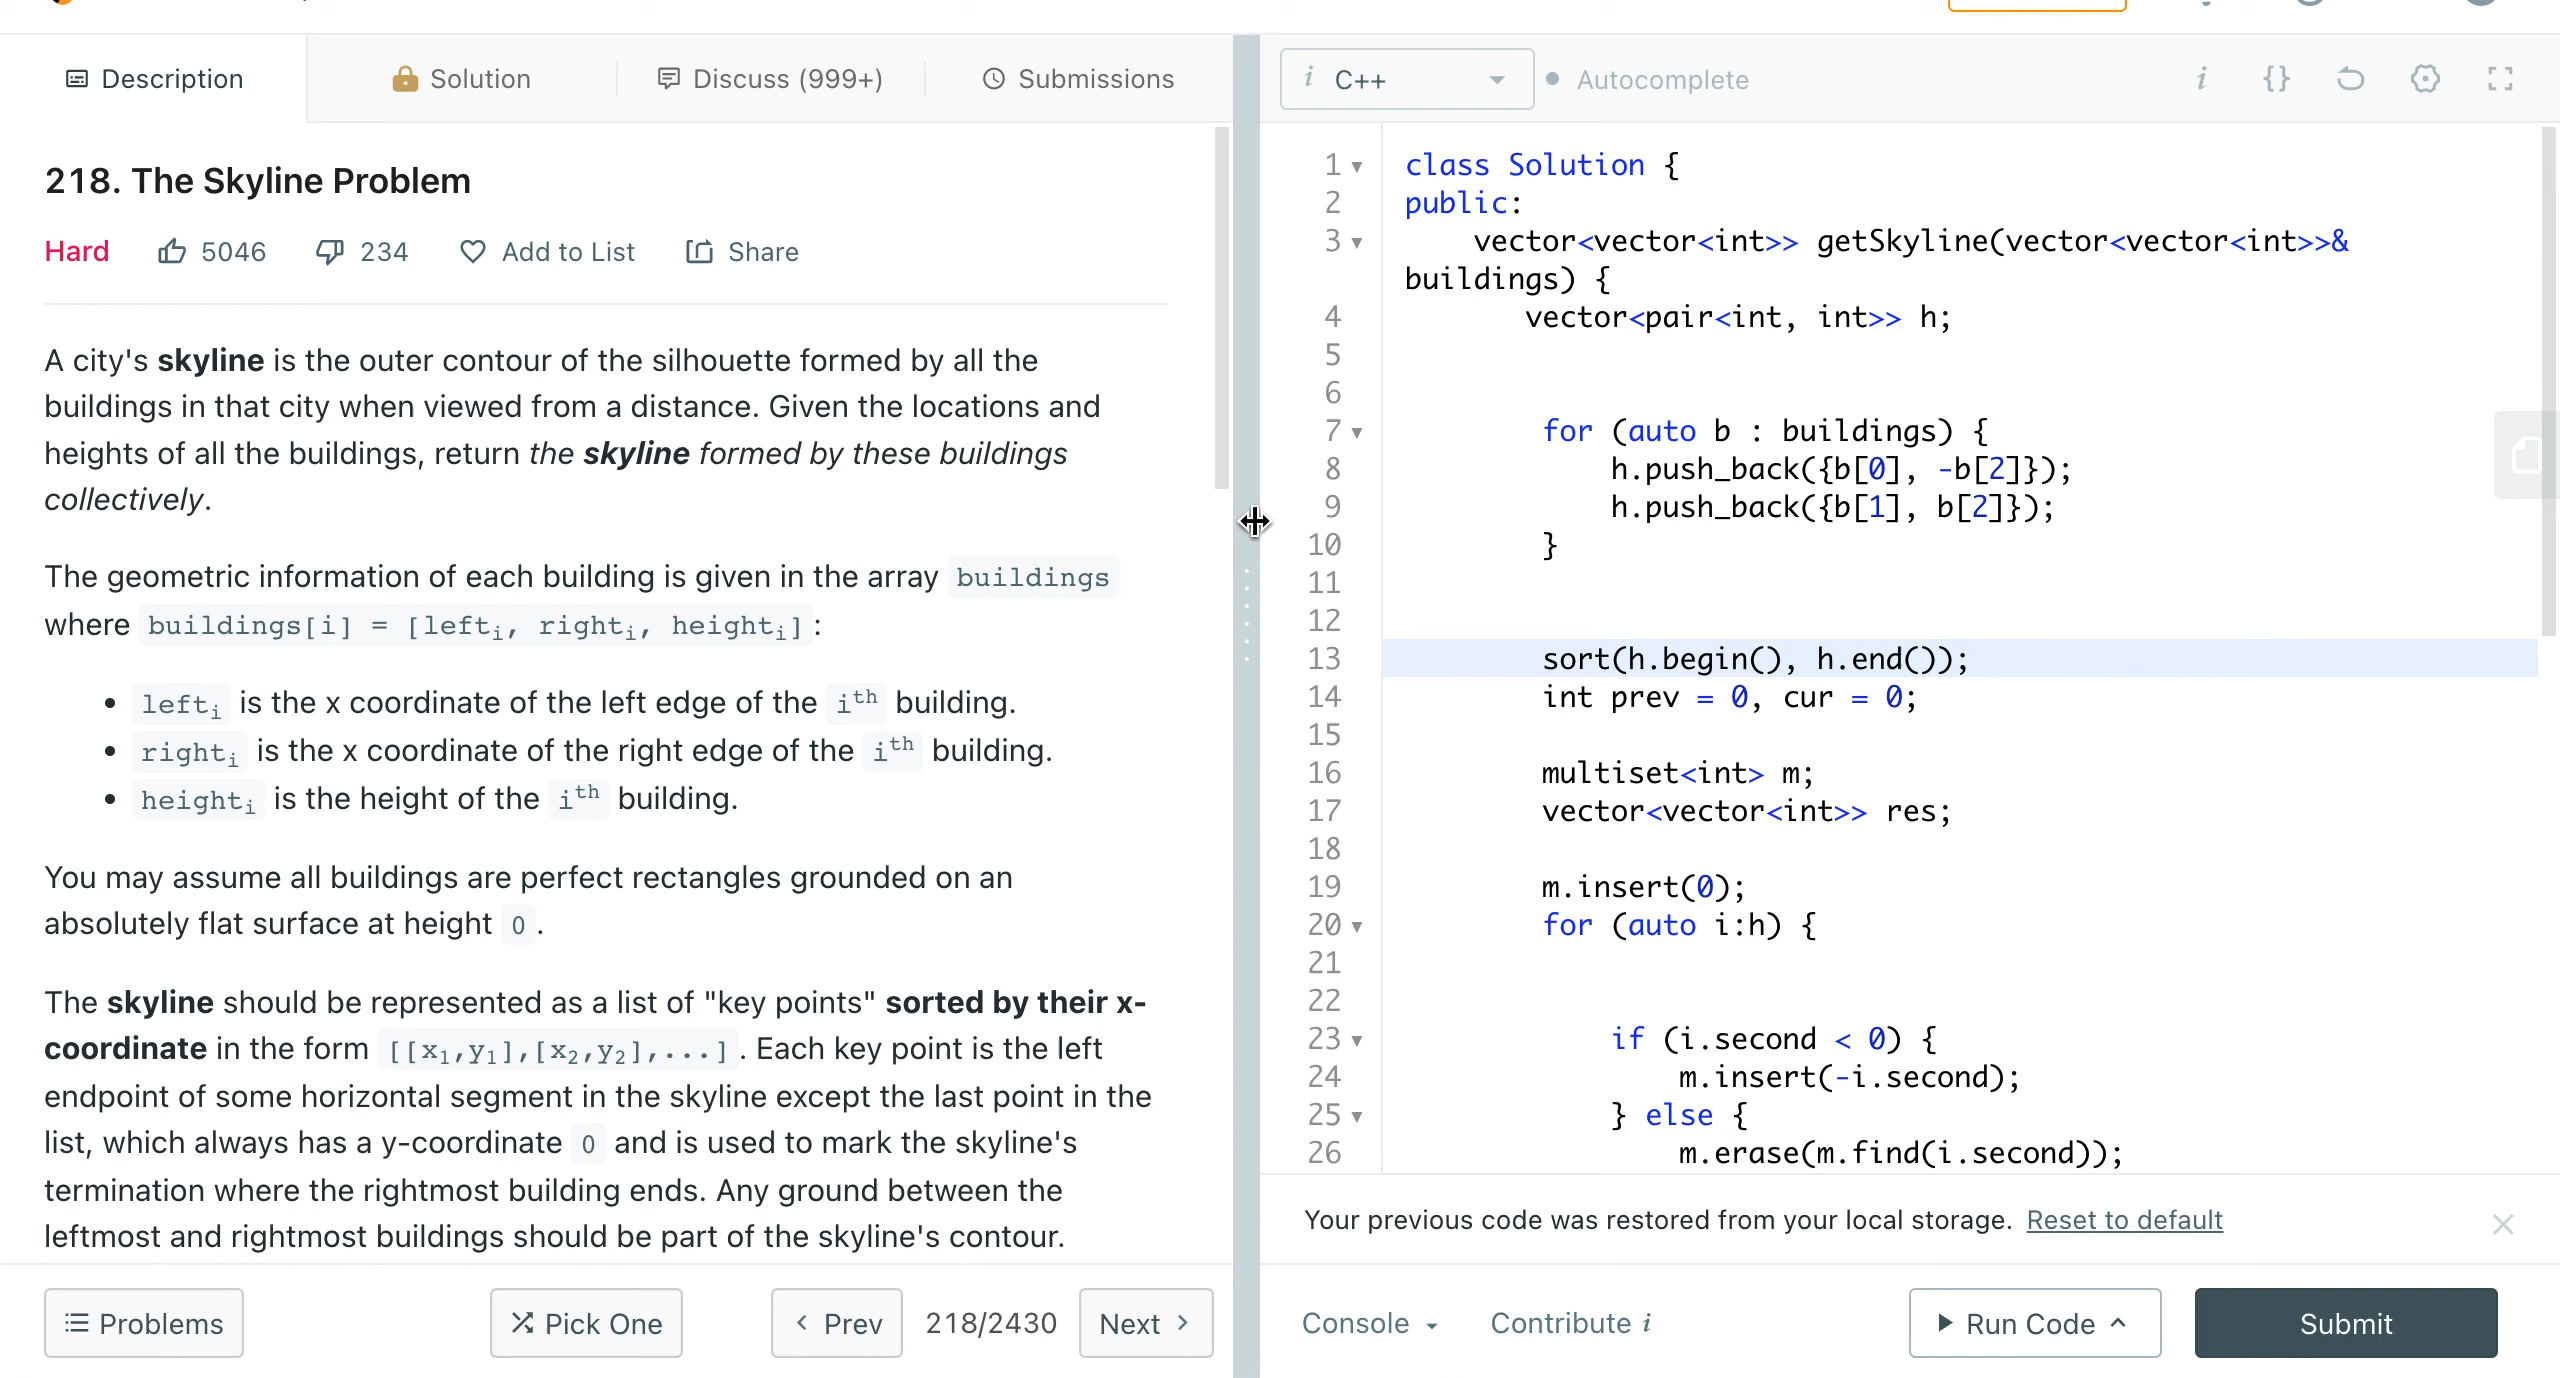 Description
Solution
Discuss (999+)
Submissions
i C++
Autocomplete
i {}
218. The Skyline Problem
Hard 5046 234 Add to List Share
A city's skyline is the outer contour of the silhouette formed by all the
buildings in that city when viewed from a distance. Given the locations and
heights of all the buildings, return the skyline formed by these buildings
collectively.
The geometric information of each building is given in the array buildings
where buildings[i] = [lefti, righti, heighti] :
• lefti is the x coordinate of the left edge of the ith building.
• righti is the x coordinate of the right edge of the ith building.
• heighti is the height of the ith building.
You may assume all buildings are perfect rectangles grounded on an
absolutely flat surface at height 0 .
The skyline should be represented as a list of "key points" sorted by their x-
coordinate in the form [[x1,y1],[x2,y2],...] . Each key point is the left
endpoint of some horizontal segment in the skyline except the last point in the
list, which always has a y-coordinate 0 and is used to mark the skyline's
termination where the rightmost building ends. Any ground between the
leftmost and rightmost buildings should be part of the skyline's contour.
Problems
Pick One
Prev
218/2430
Next
1 class Solution {
2 public:
3 vector<vector<int>> getSkyline(vector<vector<int>>&
buildings) {
4 vector<pair<int, int>> h;
5
6
7 for (auto b : buildings) {
8 h.push_back({b[0], -b[2]});
9 h.push_back({b[1], b[2]});
10 }
11
12
13 sort(h.begin(), h.end());
14 int prev = 0, cur = 0;
15
16 multiset<int> m;
17 vector<vector<int>> res;
18
19 m.insert(0);
20 for (auto i:h) {
21
22
23 if (i.second < 0) {
24 m.insert(-i.second);
25 } else {
26 m.erase(m.find(i.second));
Your previous code was restored from your local storage. Reset to default
Console
Contribute i
Run Code
Submit